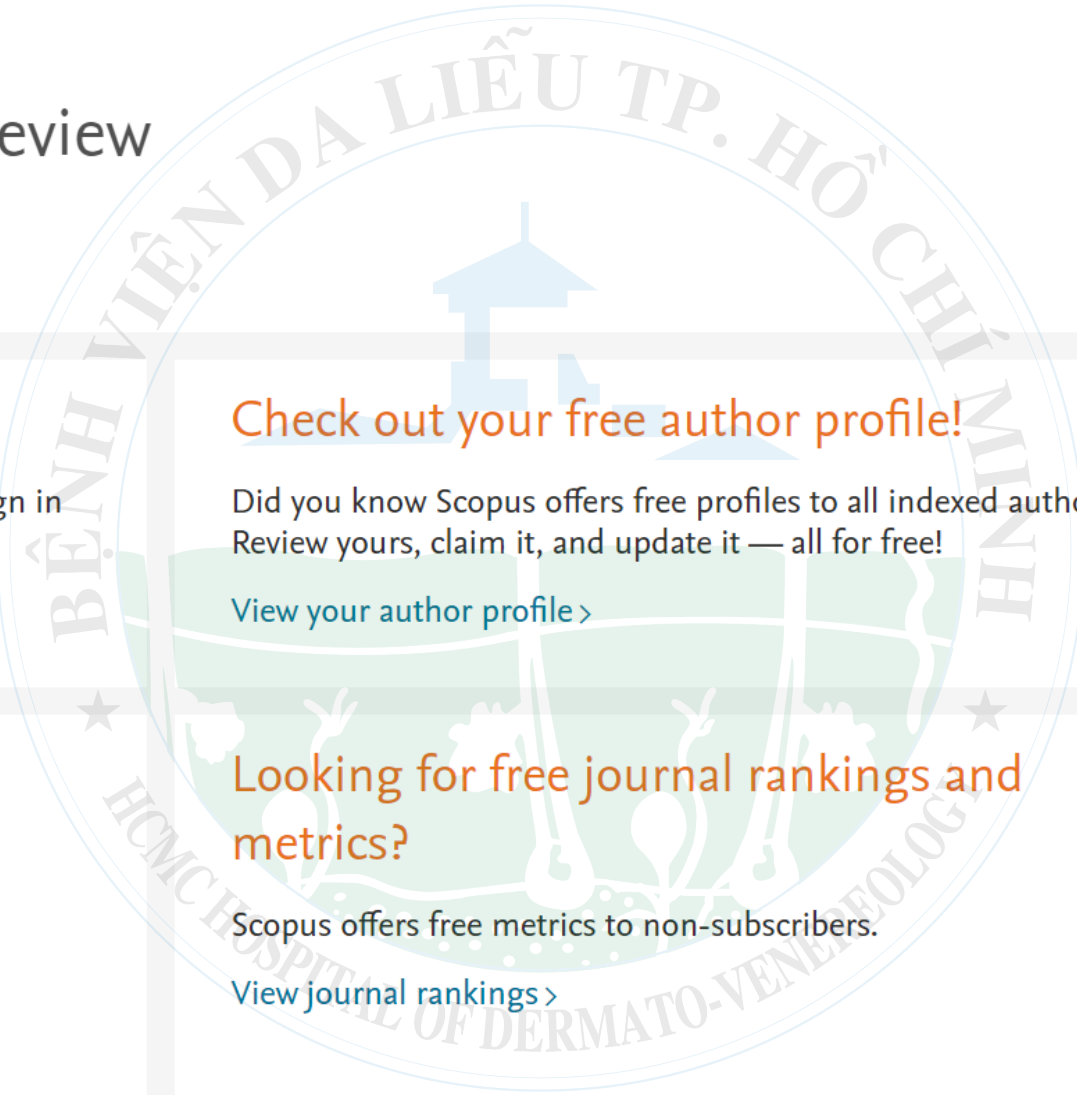 eview
BỆNH VIỆN DA LIỄU TP. HỒ CHÍ MINH
Check out your free author profile!
gn in
Did you know Scopus offers free profiles to all indexed autho
Review yours, claim it, and update it — all for free!
View your author profile >
Looking for free journal rankings and
metrics?
Scopus offers free metrics to non-subscribers.
View journal rankings >
HCMC HOSPITAL OF DERMATO-VENEREOLOGY